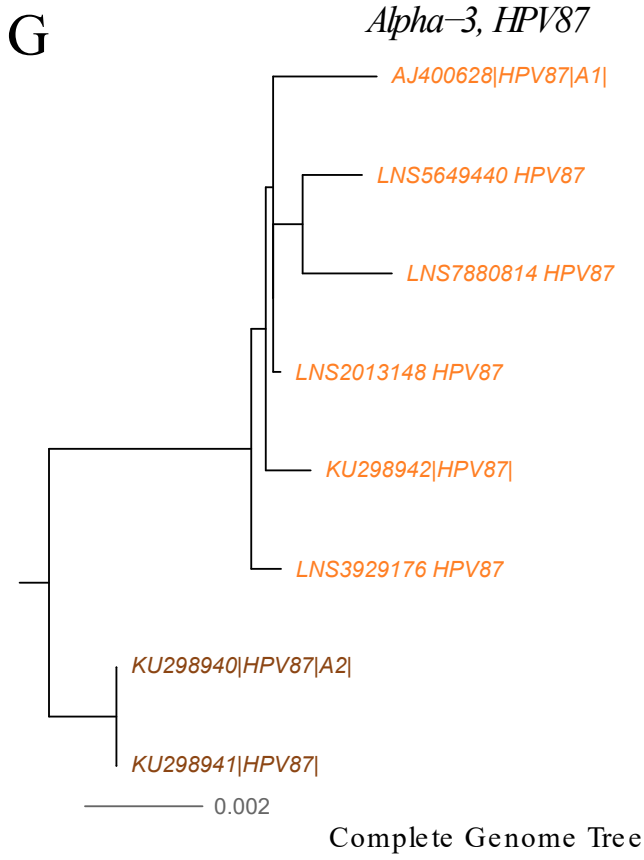 G
Alpha−3, HPV87
AJ400628|HPV87|A1|
LNS5649440 HPV87
LNS7880814 HPV87
LNS2013148 HPV87
KU298942|HPV87|
LNS3929176 HPV87
KU298940|HPV87|A2|
KU298941|HPV87|
0.002
Complete Genome Tree